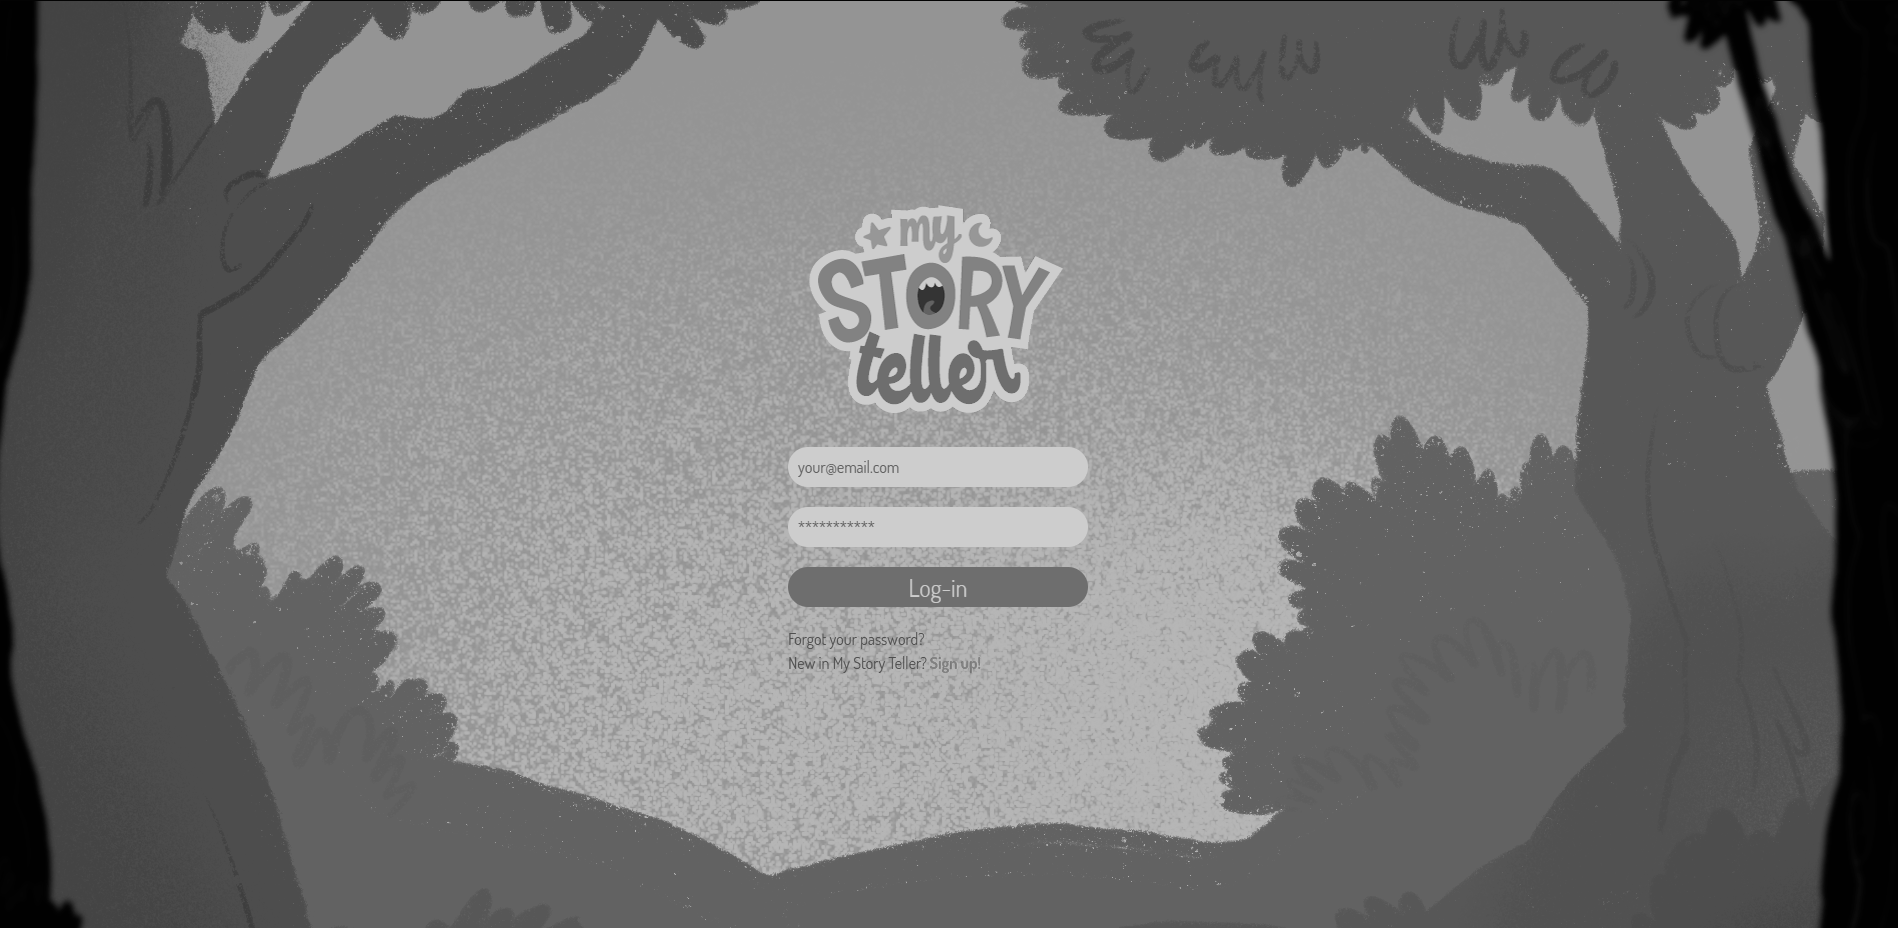 my
STORY
teller
your@email.com
***********
Log-in
Forgot your password?
New in My Story Teller? Sign up!